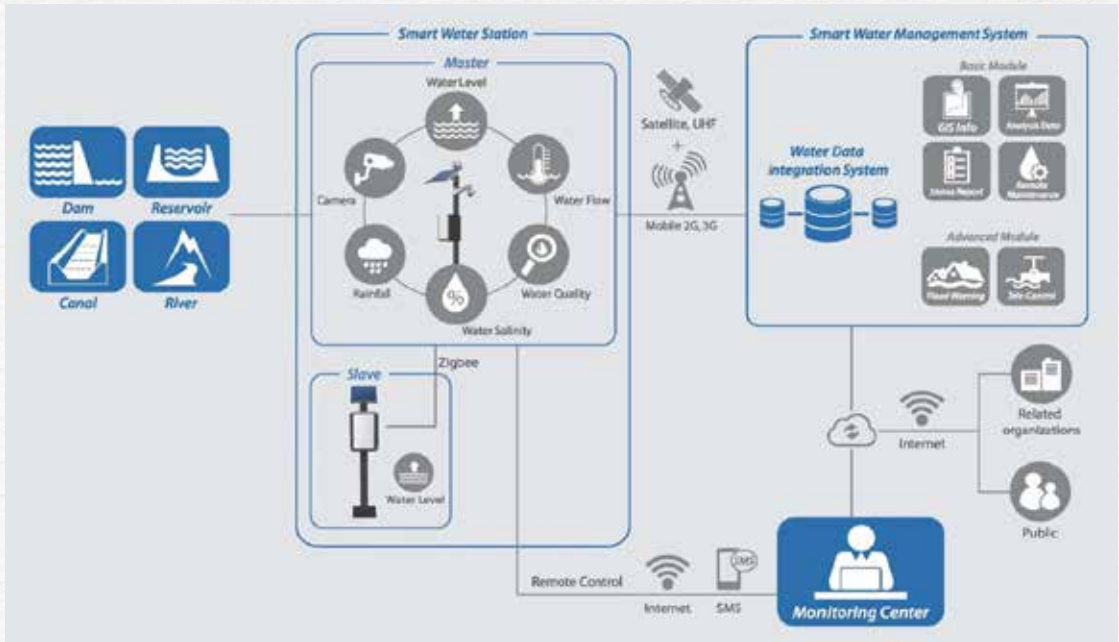 Smart Water Station
Master
Water Level
Camera
Water Flow
Rainfall
Water Quality
%
Water Salinity
Zigbee
Slave
Water Level
Dam
Reservoir
Canal
River
Satellite, UHF
+
Mobile 2G, 3G
Smart Water Management System
Basic Module
GIS Info
Analysis Data
Water Data
integration System
Status Report
Remote
Maintenance
Advanced Module
Flood Warning
Internet
Related
organizations
Public
Remote Control
Internet
SMS
SMS
Monitoring Center